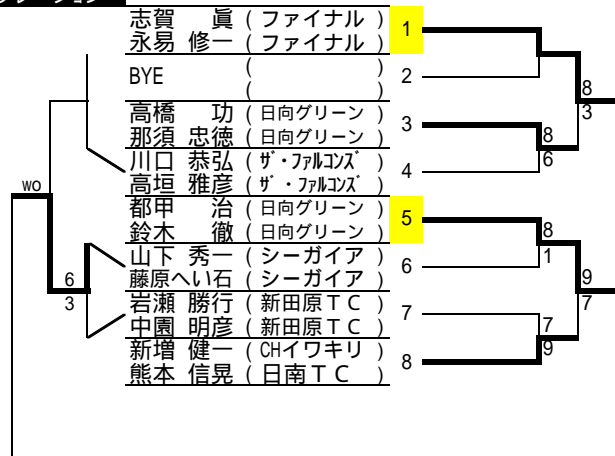 志賀　眞 ( ファイナル ) 1
永易 修一 ( ファイナル )
BYE ( ) 2
( )
8
3
高橋　功 ( 日向グリーン ) 3
那須 忠徳 ( 日向グリーン )
8
6
川口 恭弘 ( ｻﾞ・ﾌｧﾙｺﾝｽﾞ ) 4
高垣 雅彦 ( ｻﾞ・ﾌｧﾙｺﾝｽﾞ )
WO
都甲　治 ( 日向グリーン ) 5
鈴木　徹 ( 日向グリーン )
8
1
山下 秀一 ( シーガイア ) 6
藤原へい石 ( シーガイア )
6
3
9
7
岩瀬 勝行 ( 新田原ＴＣ ) 7
中園 明彦 ( 新田原ＴＣ )
7
9
新増 健一 ( CHイワキリ ) 8
熊本 信晃 ( 日南ＴＣ )